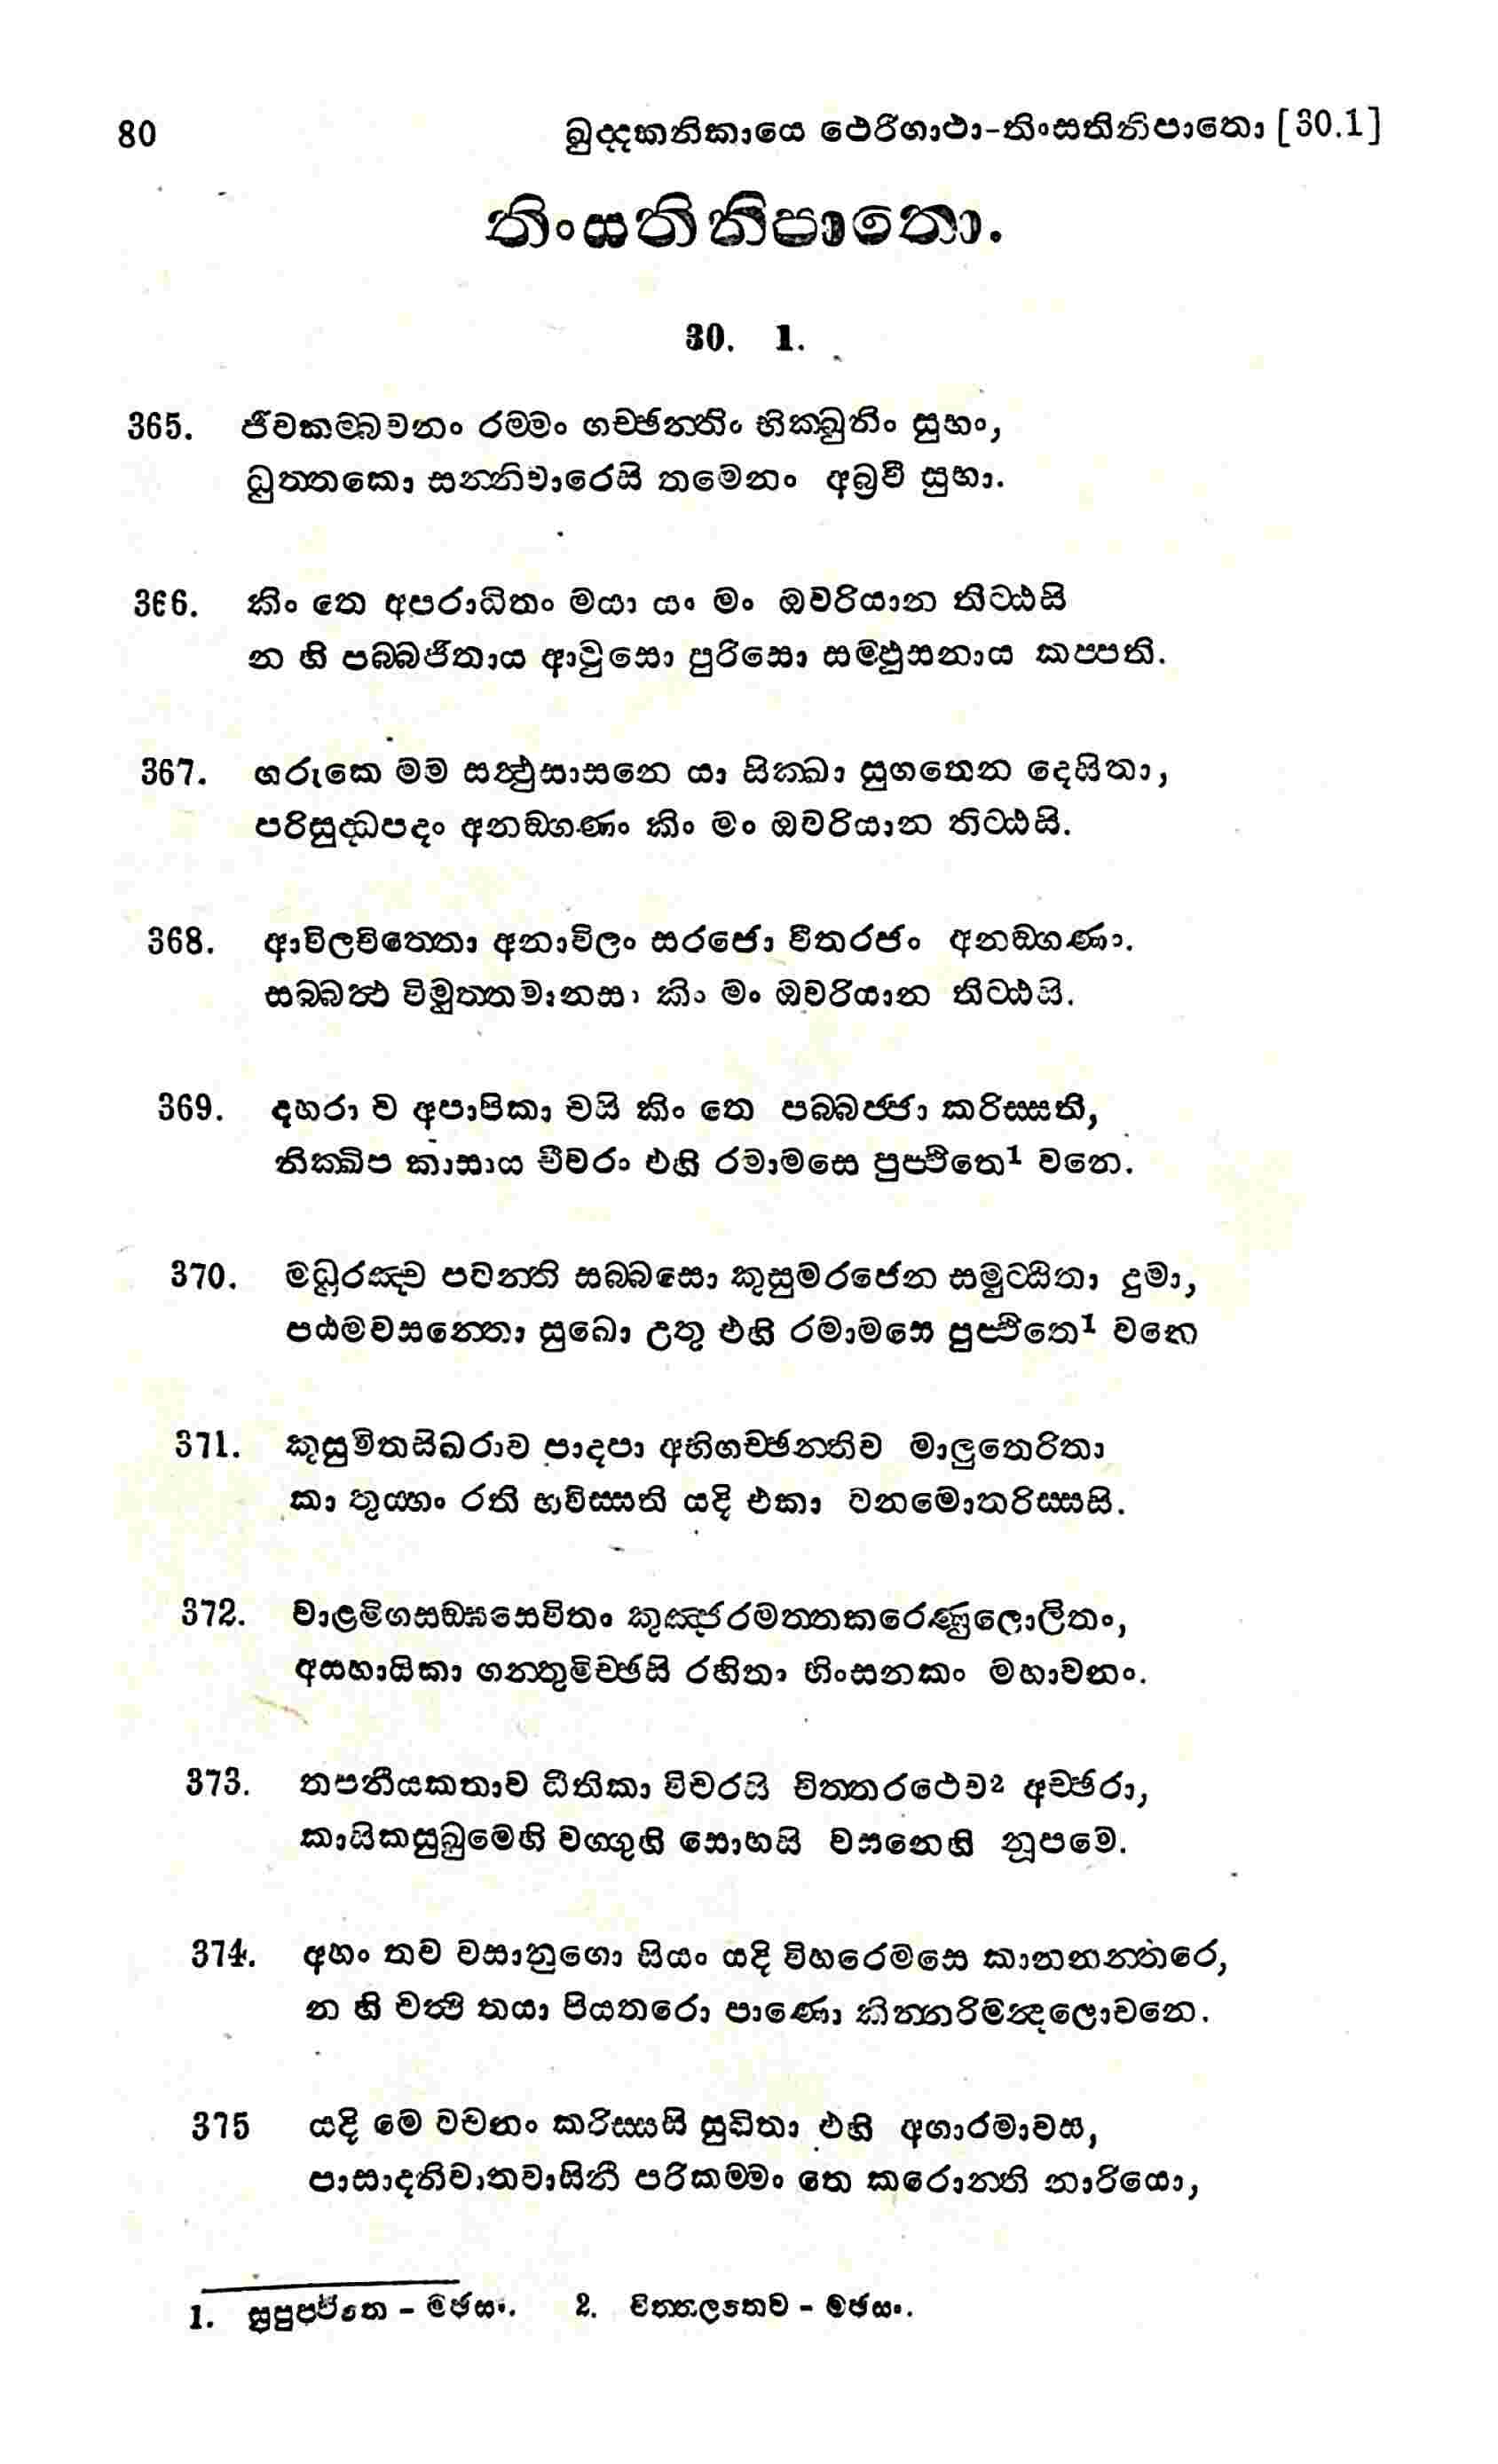 80 ඛුද්දකනිකායෙ ථෙරීගාථා-තිංසතිනිපාතො [30.1]
තිංසතිනිපාතො.
30. 1.
365. ජීවකම්බවනං රම්මං ගච්ඡන්තිං භික්ඛුනිං සුභං,
ධුත්තකො සන්නිවාරෙසි තමෙනං අබ්‍රවී සුභා.
366. කිං තෙ අපරාධිතං මයා යං මං ඔවරියාන තිට්ඨසි
න හි පබ්බජිතාය ආවුසො පුරිසො සම්ඵුසනාය කප්පති.
367. ගරුකෙ මම සත්ථුසාසනෙ යා සික්ඛා සුගතෙන දෙසිතා,
පරිසුද්ධපදං අනඞ්ගණං කිං මං ඔවරියාන තිට්ඨසි.
368. ආවිලචිත්තො අනාවිලං සරජො වීතරජං අනඞ්ගණං.
සබ්බත්ථ විමුත්තමානසං කිං මං ඔවරියාන තිට්ඨසි.
369. දහරා ච අපාපිකා චසි කිං තෙ පබ්බජ්ජා කරිස්සති,
නික්ඛිප කාසාය චීවරං එහි රමාමසෙ පුප්ඵිතෙ1 වනෙ.
370. මධුරඤ්ච පවන්ති සබ්බසො කුසුමරජෙන සමුට්ඨිතා දුමා,
පඨමවසන්තො සුඛො උතු එහි රමාමසෙ පුප්ඵිතෙ1 වනෙ
371. කුසුමිතසිඛරාව පාදපා අභිගච්ඡන්තිව මාලුතෙරිතා
කා තුය්හං රති භවිස්සති යදි එකා වනමොතරිස්සසි.
372. වාළමිගසඞ්ඝසෙවිතං කුඤ්ජරමත්තකරෙණුලොලිතං,
අසහායිකා ගන්තුමිච්ඡසි රහිතං භිංසනකං මහාවනං.
373. තපනීයකතාව ධීතිකා විචරසි චිත්තරථෙව2 අච්ඡරා,
කාසිකසුඛුමෙහි වග්ගුහි සොභසි වසනෙහි නූපමෙ.
374. අහං තව වසානුගො සියං යදි විහරෙමසෙ කානනන්තරෙ,
න හි චත්ථි තයා පියතරො පාණො කින්නරිමන්දලොචනෙ.
375 යදි මෙ වචනං කරිස්සසි සුඛිතා එහි අගාරමාවස,
පාසාදනිවාතවාසිනී පරිකම්මං තෙ කරොන්ති නාරියො,
1. සුපුප්ඵිතෙ - මඡසං. 2. චිත්තලතෙව - මඡසං.